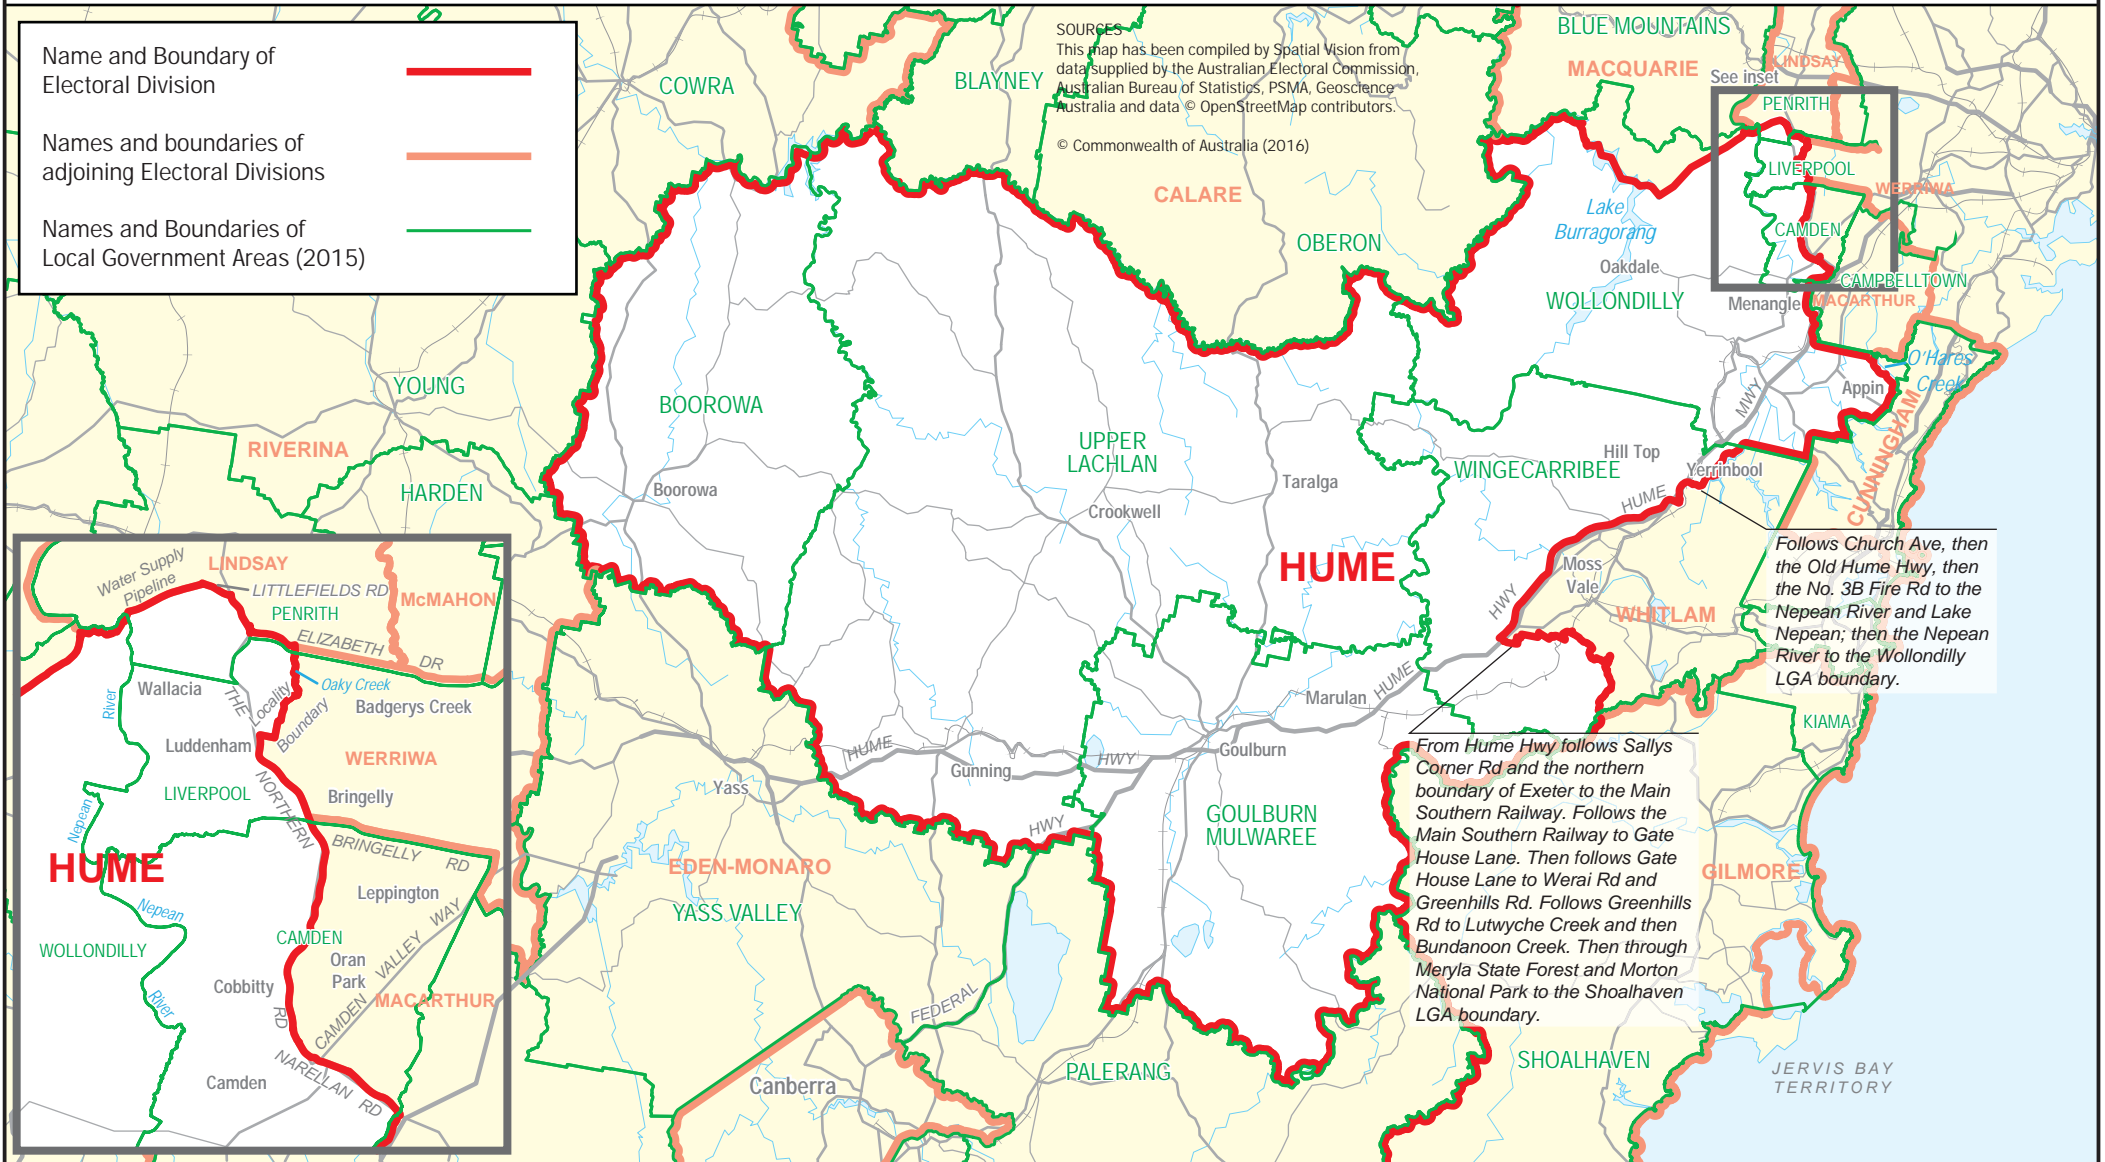 Name and Boundary of
Electoral Division
Names and boundaries of
adjoining Electoral Divisions
Names and Boundaries of
Local Government Areas (2015)
SOURCES
This map has been compiled by Spatial Vision from
data supplied by the Australian Electoral Commission,
Australian Bureau of Statistics, PSMA, Geoscience
Australia and data © OpenStreetMap contributors.
© Commonwealth of Australia (2016)
COWRA
BLAYNEY
BLUE MOUNTAINS
MACQUARIE
LINDSAY
See inset
PENRITH
LIVERPOOL
WERRIWA
CAMDEN
CAMPBELLTOWN
MACARTHUR
CALARE
OBERON
Lake
Burragorang
Oakdale
WOLLONDILLY
Menangle
O'Hares
Creek
Appin
MWY
CUNNINGHAM
YOUNG
BOOROWA
RIVERINA
HARDEN
Boorowa
UPPER
LACHLAN
Crookwell
Taralga
HUME
WINGECARRIBEE
Hill Top
Yerrinbool
HUME
HWY
Moss
Vale
WHITLAM
Follows Church Ave, then
the Old Hume Hwy, then
the No. 3B Fire Rd to the
Nepean River and Lake
Nepean; then the Nepean
River to the Wollondilly
LGA boundary.
KIAMA
Marulan
HUME
Goulburn
HUME
HWY
Gunning
HWY
Yass
GOULBURN
MULWAREE
EDEN-MONARO
YASS VALLEY
From Hume Hwy follows Sallys
Corner Rd and the northern
boundary of Exeter to the Main
Southern Railway. Follows the
Main Southern Railway to Gate
House Lane. Then follows Gate
House Lane to Werai Rd and
Greenhills Rd. Follows Greenhills
Rd to Lutwyche Creek and then
Bundanoon Creek. Then through
Meryla State Forest and Morton
National Park to the Shoalhaven
LGA boundary.
GILMORE
FEDERAL
Canberra
PALERANG
SHOALHAVEN
JERVIS BAY
TERRITORY
Water Supply
Pipeline
LINDSAY
LITTLEFIELDS RD
PENRITH
McMAHON
ELIZABETH
DR
Wallacia
River
THE
Locality
Boundary
Oaky Creek
Badgerys Creek
Luddenham
WERRIWA
NORTHERN
LIVERPOOL
Bringelly
Nepean
HUME
BRINGELLY
RD
Leppington
Nepean
WOLLONDILLY
CAMDEN
Oran
Park
CAMDEN
VALLEY
WAY
River
Cobbitty
RD
MACARTHUR
NARELLAN
RD
Camden